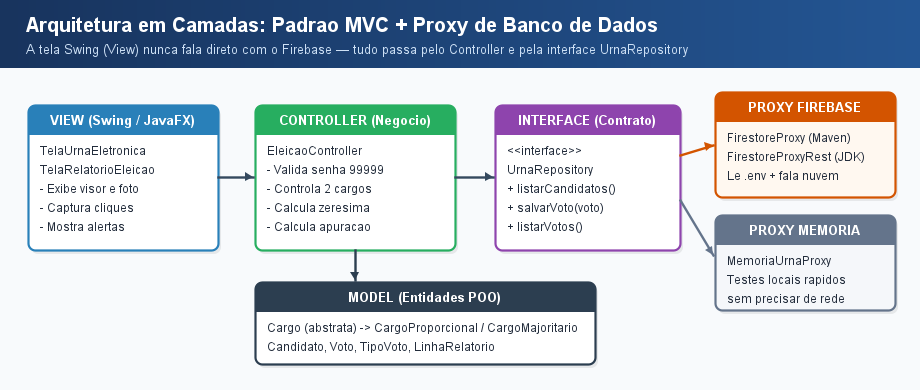 Arquitetura em Camadas: Padrao MVC + Proxy de Banco de Dados
A tela Swing (View) nunca fala direto com o Firebase — tudo passa pelo Controller e pela interface UrnaRepository
VIEW (Swing / JavaFX)
TelaUrnaEletronica
TelaRelatorioEleicao
- Exibe visor e foto
- Captura cliques
- Mostra alertas
CONTROLLER (Negocio)
EleicaoController
- Valida senha 99999
- Controla 2 cargos
- Calcula zeresima
- Calcula apuracao
INTERFACE (Contrato)
<<interface>>
UrnaRepository
+ listarCandidatos()
+ salvarVoto(voto)
+ listarVotos()
PROXY FIREBASE
FirestoreProxy (Maven)
FirestoreProxyRest (JDK)
Le .env + fala nuvem
PROXY MEMORIA
MemoriaUrnaProxy
Testes locais rapidos
sem precisar de rede
MODEL (Entidades POO)
Cargo (abstrata) -> CargoProporcional / CargoMajoritario
Candidato, Voto, TipoVoto, LinhaRelatorio